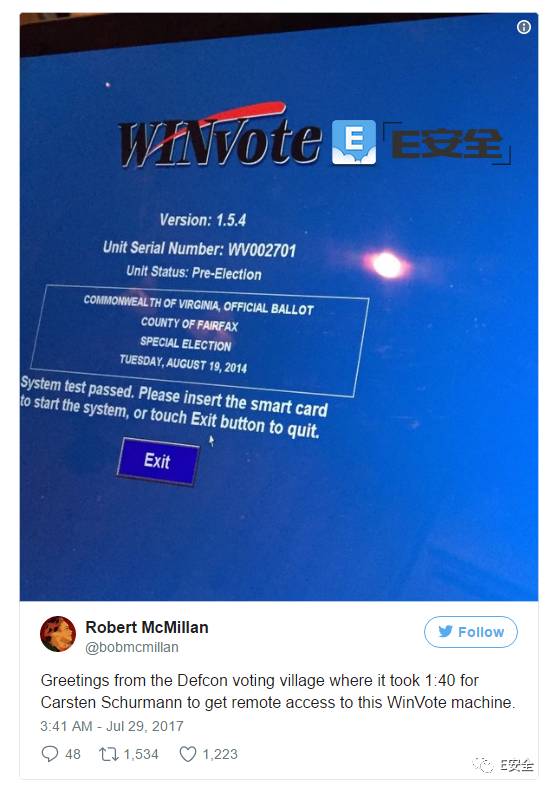 WINvote E E安全
Version: 1.5.4
Unit Serial Number: WV002701
Unit Status: Pre-Election
COMMONWEALTH OF VIRGINIA, OFFICIAL BALLOT
COUNTY OF FAIRFAX
SPECIAL ELECTION
TUESDAY, AUGUST 19, 2014
System test passed. Please insert the smart card
to start the system, or touch Exit button to quit.
Exit
Robert McMillan
@bobmcmillan
Follow
Greetings from the Defcon voting village where it took 1:40 for
Carsten Schurmann to get remote access to this WinVote machine.
3:41 AM - Jul 29, 2017
48 1,534 1,223
E安全